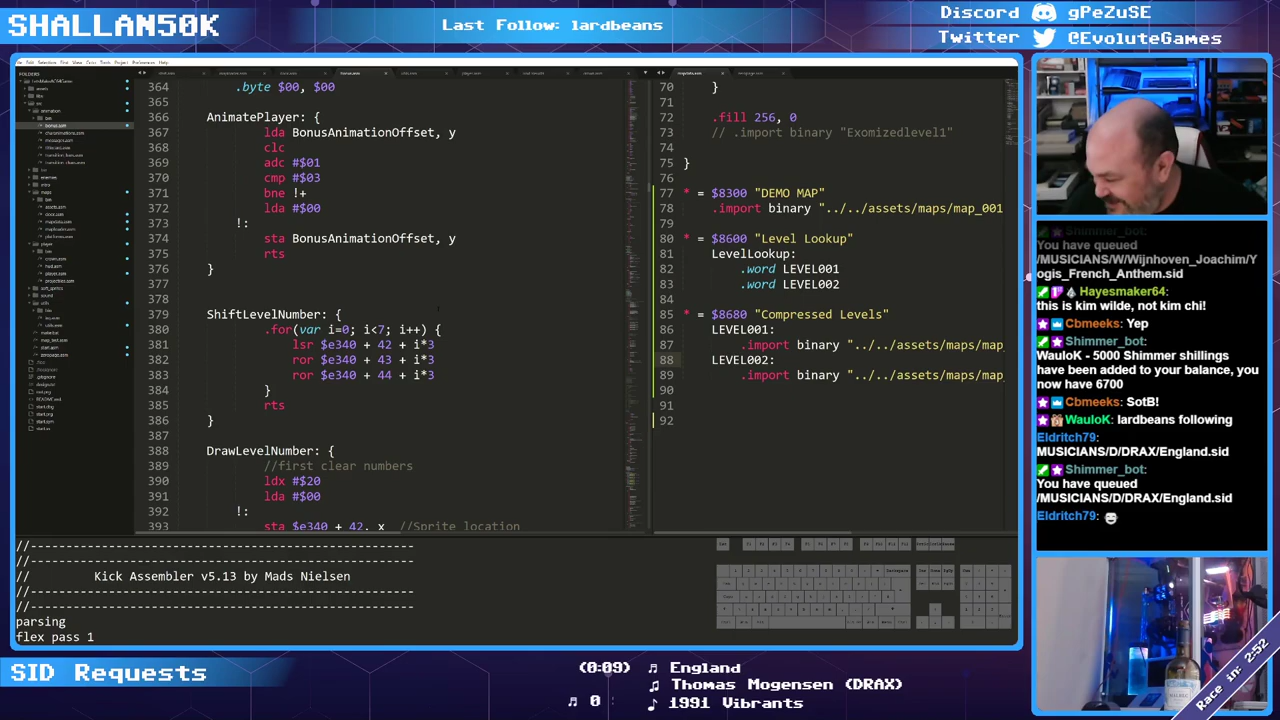 SHALLAN50K
Last Follow: lardbeans
Discord gPeZuSE
Twitter @EvoluteGames
FOLDERS
364 .byte $00, $00
365
366 AnimatePlayer: {
367 lda BonusAnimationOffset, y
368 clc
369 adc #$01
370 cmp #$03
371 bne !+
372 lda #$00
373 !:
374 sta BonusAnimationOffset, y
375 rts
376 }
377
378
379 ShiftLevelNumber: {
380 .for(var i=0; i<7; i++) {
381 lsr $e340 + 42 + i*3
382 ror $e340 + 43 + i*3
383 ror $e340 + 44 + i*3
384 }
385 rts
386 }
387
388 DrawLevelNumber: {
389 //first clear numbers
390 ldx #$20
391 lda #$00
392 !:
393 sta $e340 + 42, x //Sprite location
70 }
71
72 .fill 256, 0
73 // .import binary "Exomizedlevel1"
74
75 }
76
77 * = $8300 "DEMO MAP"
78 .import binary "../../assets/maps/map_001
79
80 * = $8600 "Level Lookup"
81 LevelLookup:
82 .word LEVEL001
83 .word LEVEL002
84
85 * = $8680 "Compressed Levels"
86 LEVEL001:
87 .import binary "../../assets/maps/map_
88 LEVEL002:
89 .import binary "../../assets/maps/map_
90
91
92
//------------------------------------------------------
//------------------------------------------------------
// Kick Assembler v5.13 by Mads Nielsen
//------------------------------------------------------
//------------------------------------------------------
parsing
flex pass 1
Shimmer_bot:
You have queued
/MUSICIANS/W/Wijnhoven_Joachim/Y
ogis_French_Anthem.sid
Hayesmaker64:
this is kim wilde, not kim chi!
Cbmeeks: Yep
Shimmer_bot:
WauloK - 5000 Shimmer shillings
have been added to your balance, you
now have 6700
Cbmeeks: SotB!
WauloK: lardbeans following
Eldritch79:
/MUSICIANS/D/DRAX/England.sid
Shimmer_bot:
You have queued
/MUSICIANS/D/DRAX/England.sid
Eldritch79:
SID Requests
(0:09) England
Thomas Mogensen (DRAX)
0 1991 Vibrants
Race in: 2:52